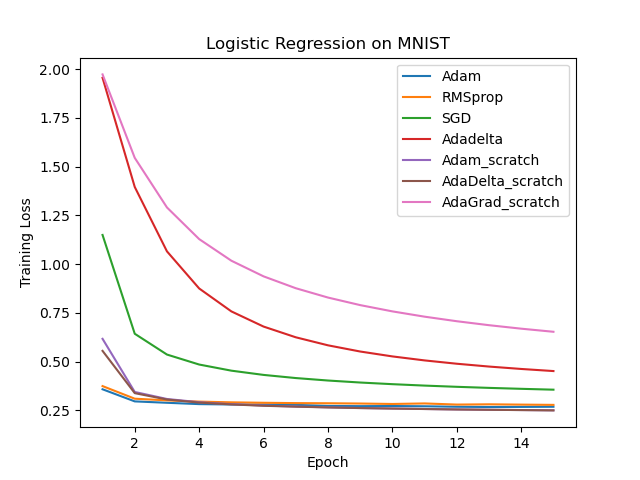 Logistic Regression on MNIST
2.00
1.75
1.50
1.25
1.00
0.75
0.50
0.25
Training Loss
Adam
RMSprop
SGD
Adadelta
Adam_scratch
AdaDelta_scratch
AdaGrad_scratch
2 4 6 8 10 12 14
Epoch